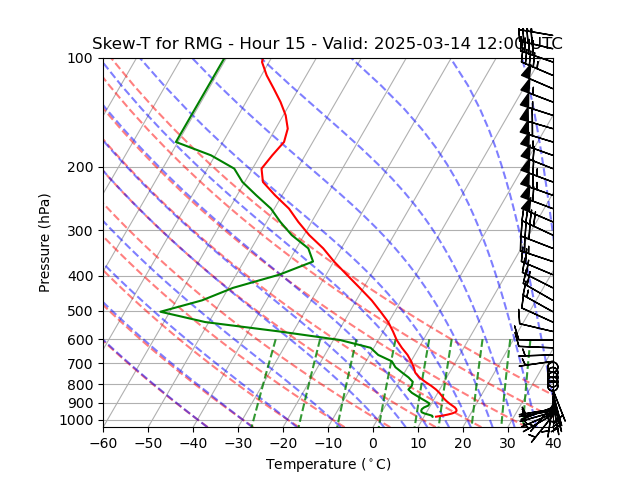 Skew-T for RMG - Hour 15 - Valid: 2025-03-14 12:00 UTC
100
200
300
400
500
600
700
800
900
1000
Pressure (hPa)
−60 −50 −40 −30 −20 −10 0 10 20 30 40
Temperature (°C)